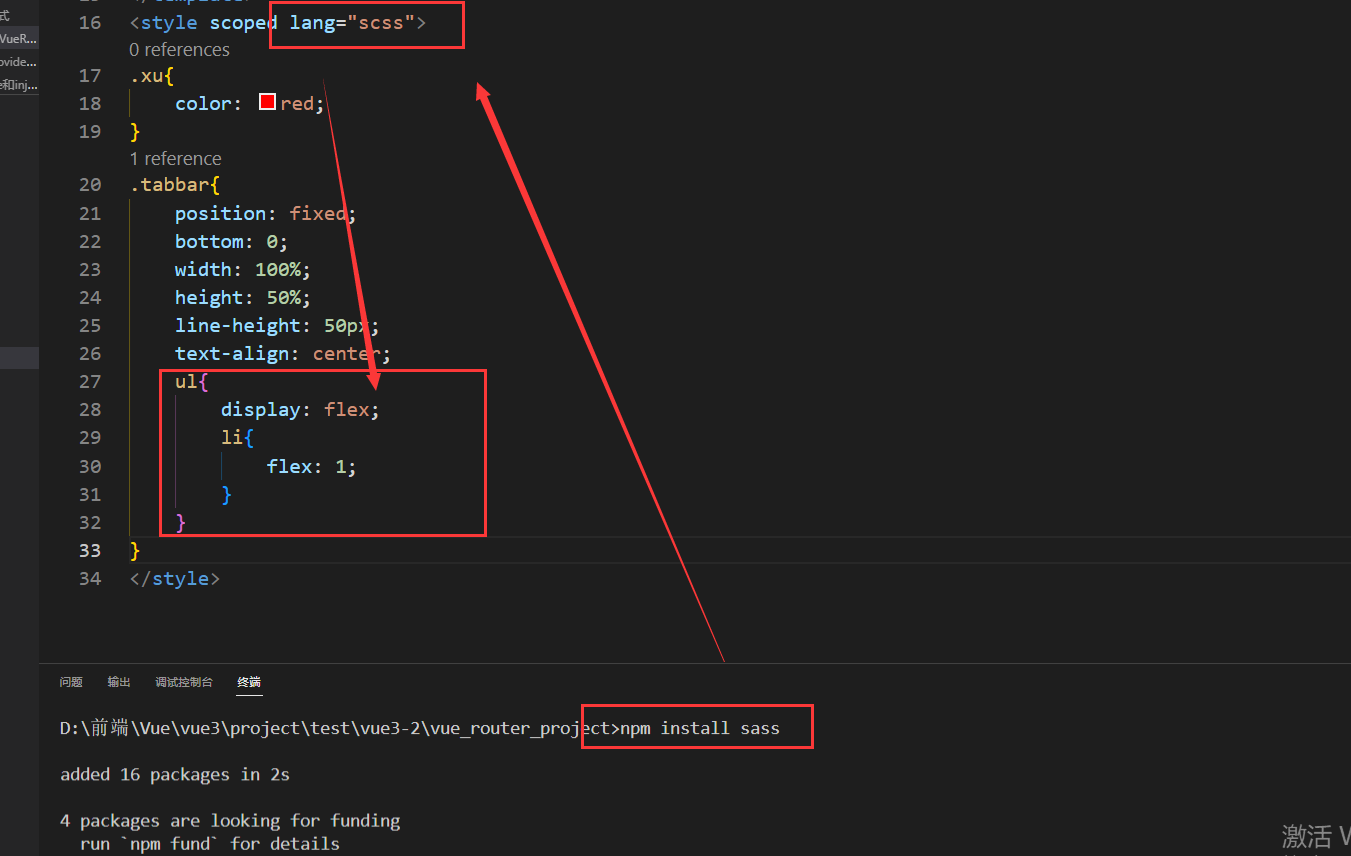 式
VueR...
ovide...
e和inj...
16 <style scoped lang="scss">
0 references
17 .xu{
18 color: red;
19 }
1 reference
20 .tabbar{
21 position: fixed;
22 bottom: 0;
23 width: 100%;
24 height: 50%;
25 line-height: 50px;
26 text-align: center;
27 ul{
28 display: flex;
29 li{
30 flex: 1;
31 }
32 }
33 }
34 </style>
问题 输出 调试控制台 终端
D:\前端\Vue\vue3\project\test\vue3-2\vue_router_project>npm install sass
added 16 packages in 2s
4 packages are looking for funding
run `npm fund` for details
激活 W